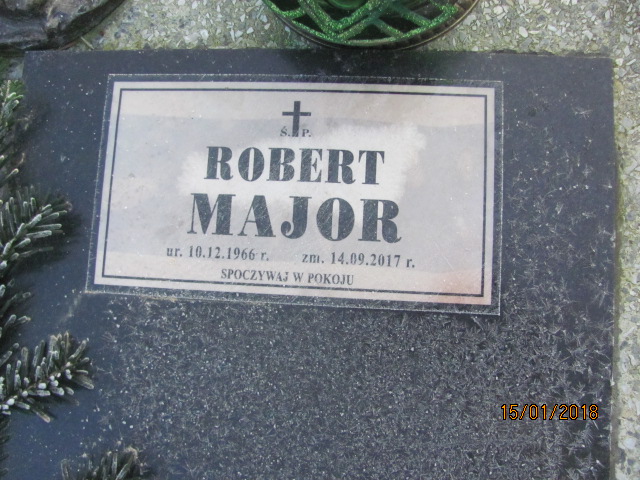 Ś. P.
ROBERT
MAJOR
ur. 10.12.1966 r. zm. 14.09.2017 r.
SPOCZYWAJ W POKOJU
15/01/2018